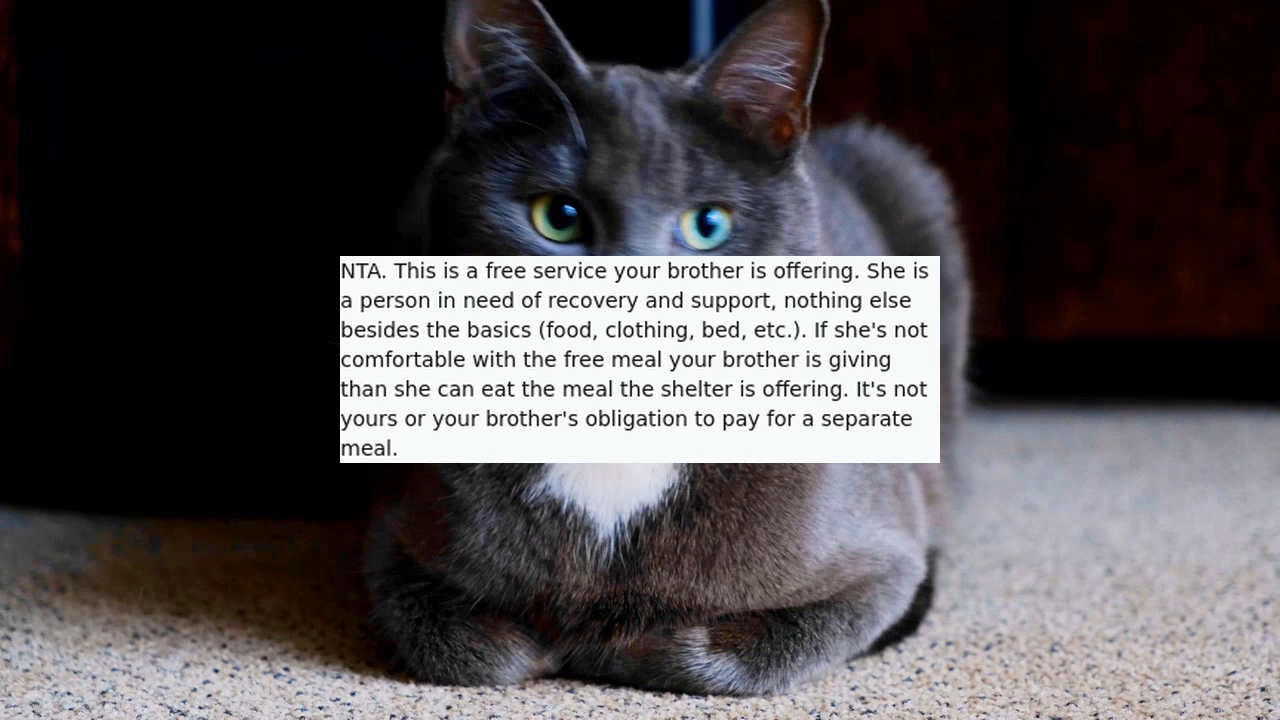 NTA. This is a free service your brother is offering. She is
a person in need of recovery and support, nothing else
besides the basics (food, clothing, bed, etc.). If she's not
comfortable with the free meal your brother is giving
than she can eat the meal the shelter is offering. It's not
yours or your brother's obligation to pay for a separate
meal.